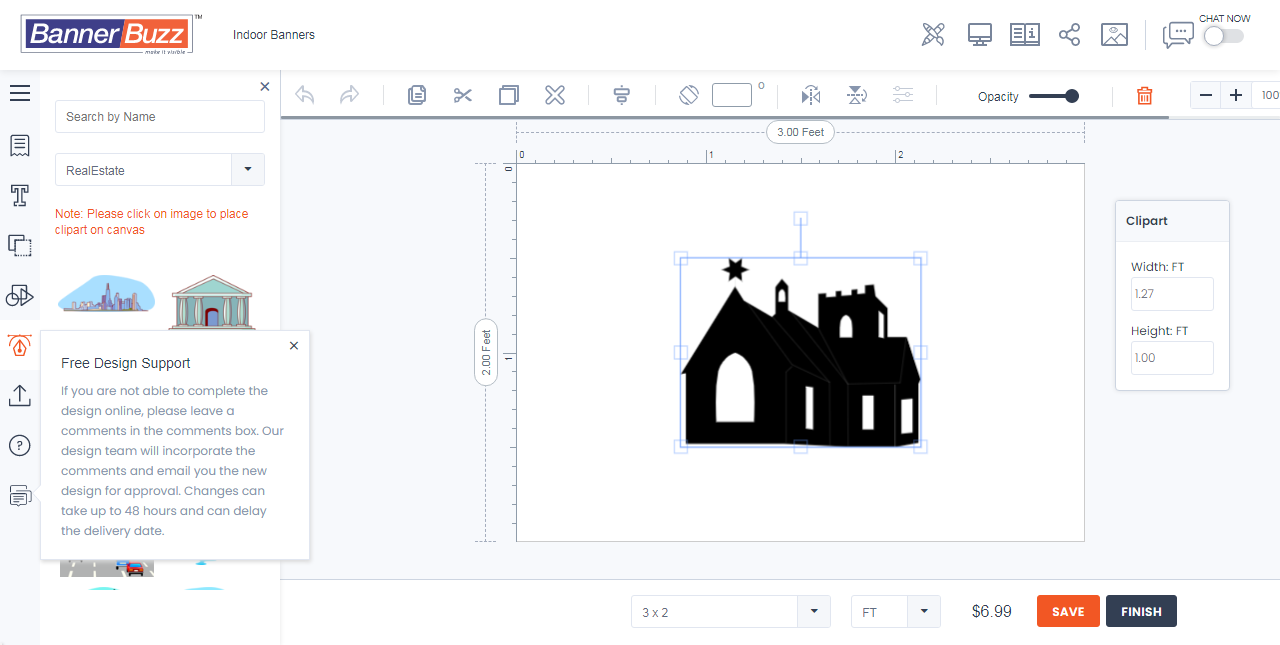 BannerBuzz™
make it visible
Indoor Banners
CHAT NOW
Search by Name
RealEstate
Note: Please click on image to place
clipart on canvas
Free Design Support
If you are not able to complete the
design online, please leave a
comments in the comments box. Our
design team will incorporate the
comments and email you the new
design for approval. Changes can
take up to 48 hours and can delay
the delivery date.
O
Opacity
100
3.00 Feet
0
1
2
0
1
2.00 Feet
Clipart
Width: FT
1.27
Height: FT
1.00
3 x 2
FT
$6.99
SAVE
FINISH